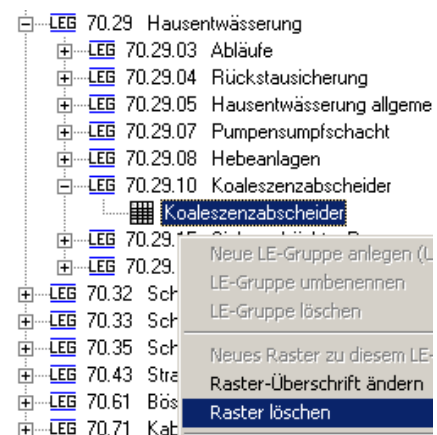 LEG 70.29 Hausentwässerung
LEG 70.29.03 Abläufe
LEG 70.29.04 Rückstausicherung
LEG 70.29.05 Hausentwässerung allgeme
LEG 70.29.07 Pumpensumpfschacht
LEG 70.29.08 Hebeanlagen
LEG 70.29.10 Koaleszenzabscheider
Koaleszenzabscheider
LEG 70.29.
LEG 70.29.
LEG 70.32 Sch
LEG 70.33 Sch
LEG 70.35 Sch
LEG 70.43 Stra
LEG 70.61 Bös
LEG 70.71 Kab
Neue LE-Gruppe anlegen (L
LE-Gruppe umbenennen
LE-Gruppe löschen
Neues Raster zu diesem LE-
Raster-Überschrift ändern
Raster löschen